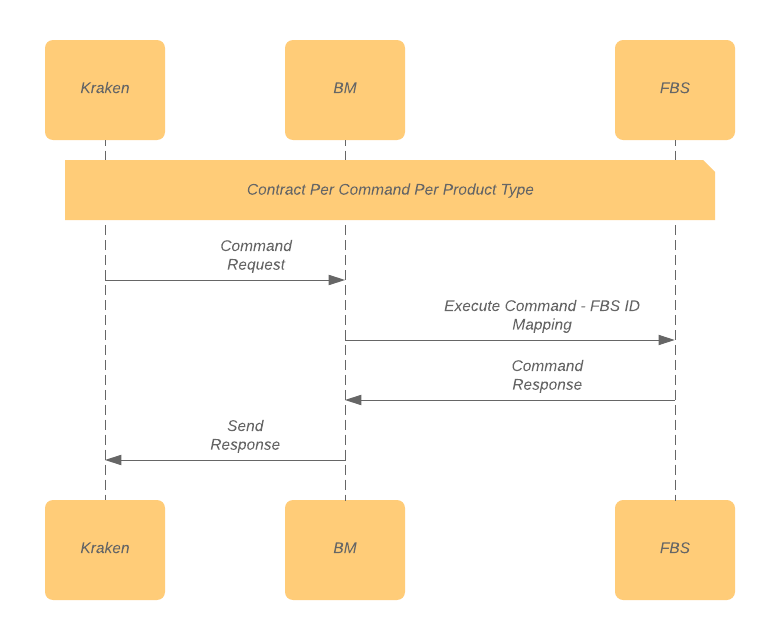 Kraken
BM
FBS
Contract Per Command Per Product Type
Command
Request
Execute Command - FBS ID
Mapping
Command
Response
Send
Response
Kraken
BM
FBS